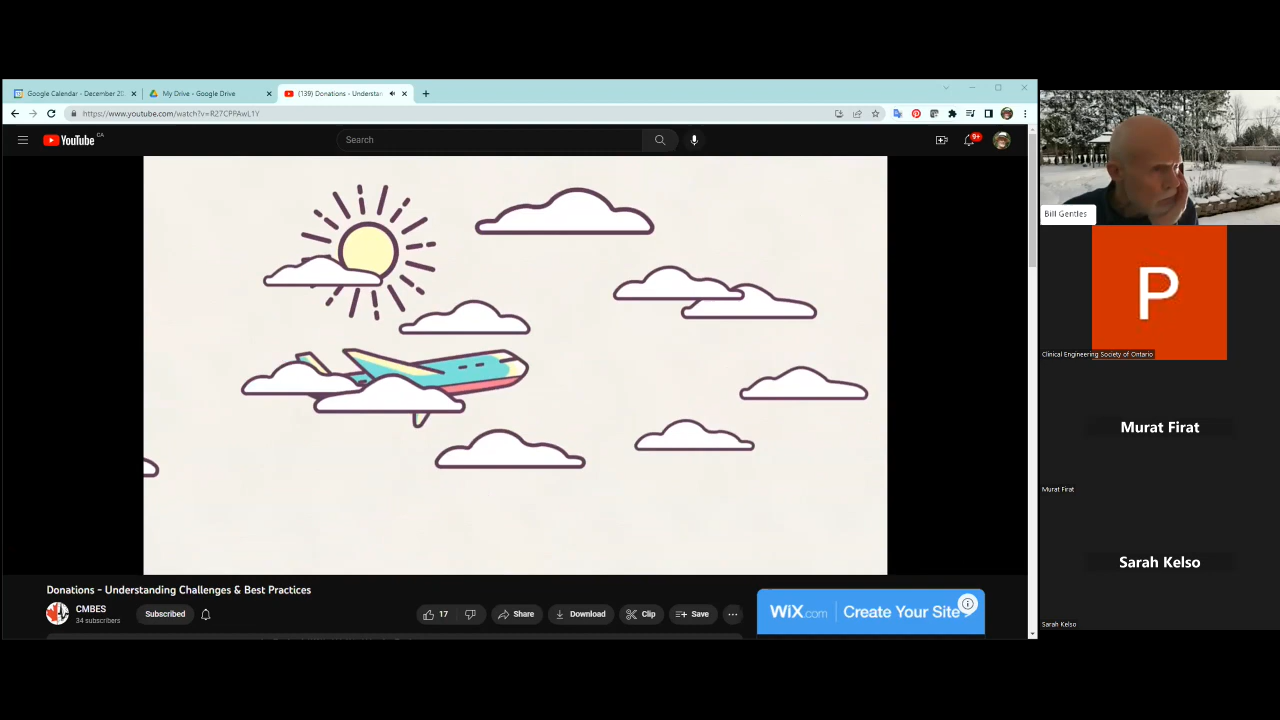 Google Calendar - December 20
My Drive - Google Drive
(139) Donations - Understan
https://www.youtube.com/watch?v=R27CPPAwL1Y
YouTube CA
Search
9+
Bill Gentles
P
Clinical Engineering Society of Ontario
Murat Firat
Murat Firat
Sarah Kelso
Sarah Kelso
Donations - Understanding Challenges & Best Practices
CMBES
34 subscribers
Subscribed
17
Share
Download
Clip
Save
WiX.com
Create Your Site